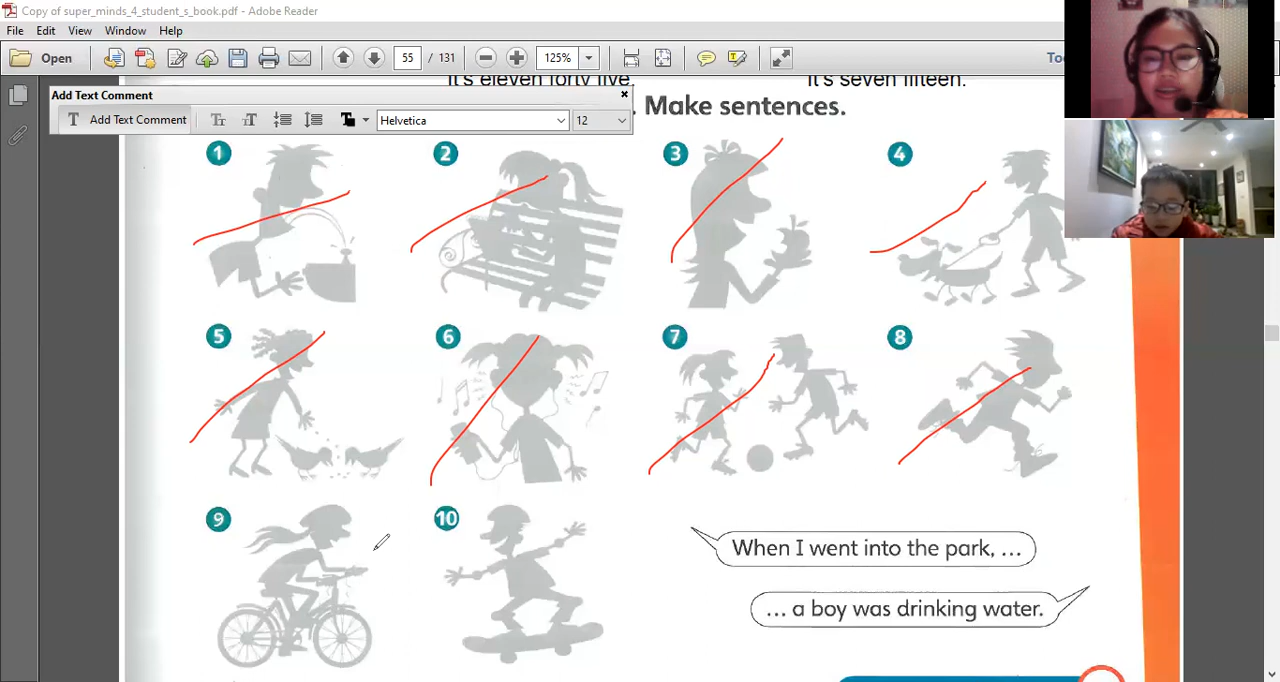 Copy of super_minds_4_student_s_book.pdf - Adobe Reader
File Edit View Window Help
Open 55 / 131 125%
It's eleven forty five. It's seven fifteen.
Add Text Comment
Make sentences.
T Add Text Comment Tt T Helvetica 12
1 2 3 4
5 6 7 8
9 10
When I went into the park, ...
... a boy was drinking water.